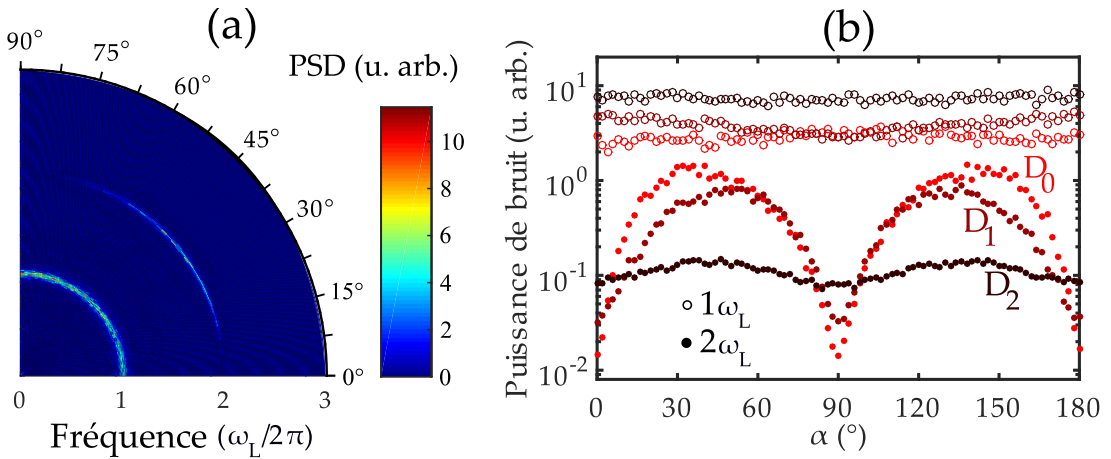 (a)
90°
75°
60°
45°
30°
15°
0°
PSD (u. arb.)
10
8
6
4
2
0
0
1
2
3
Fréquence (ω_L/2π)
(b)
Puissance de bruit (u. arb.)
10^1
10^0
10^-1
10^-2
D_0
D_1
D_2
1ω_L
2ω_L
0
30
60
90
120
150
180
α (°)